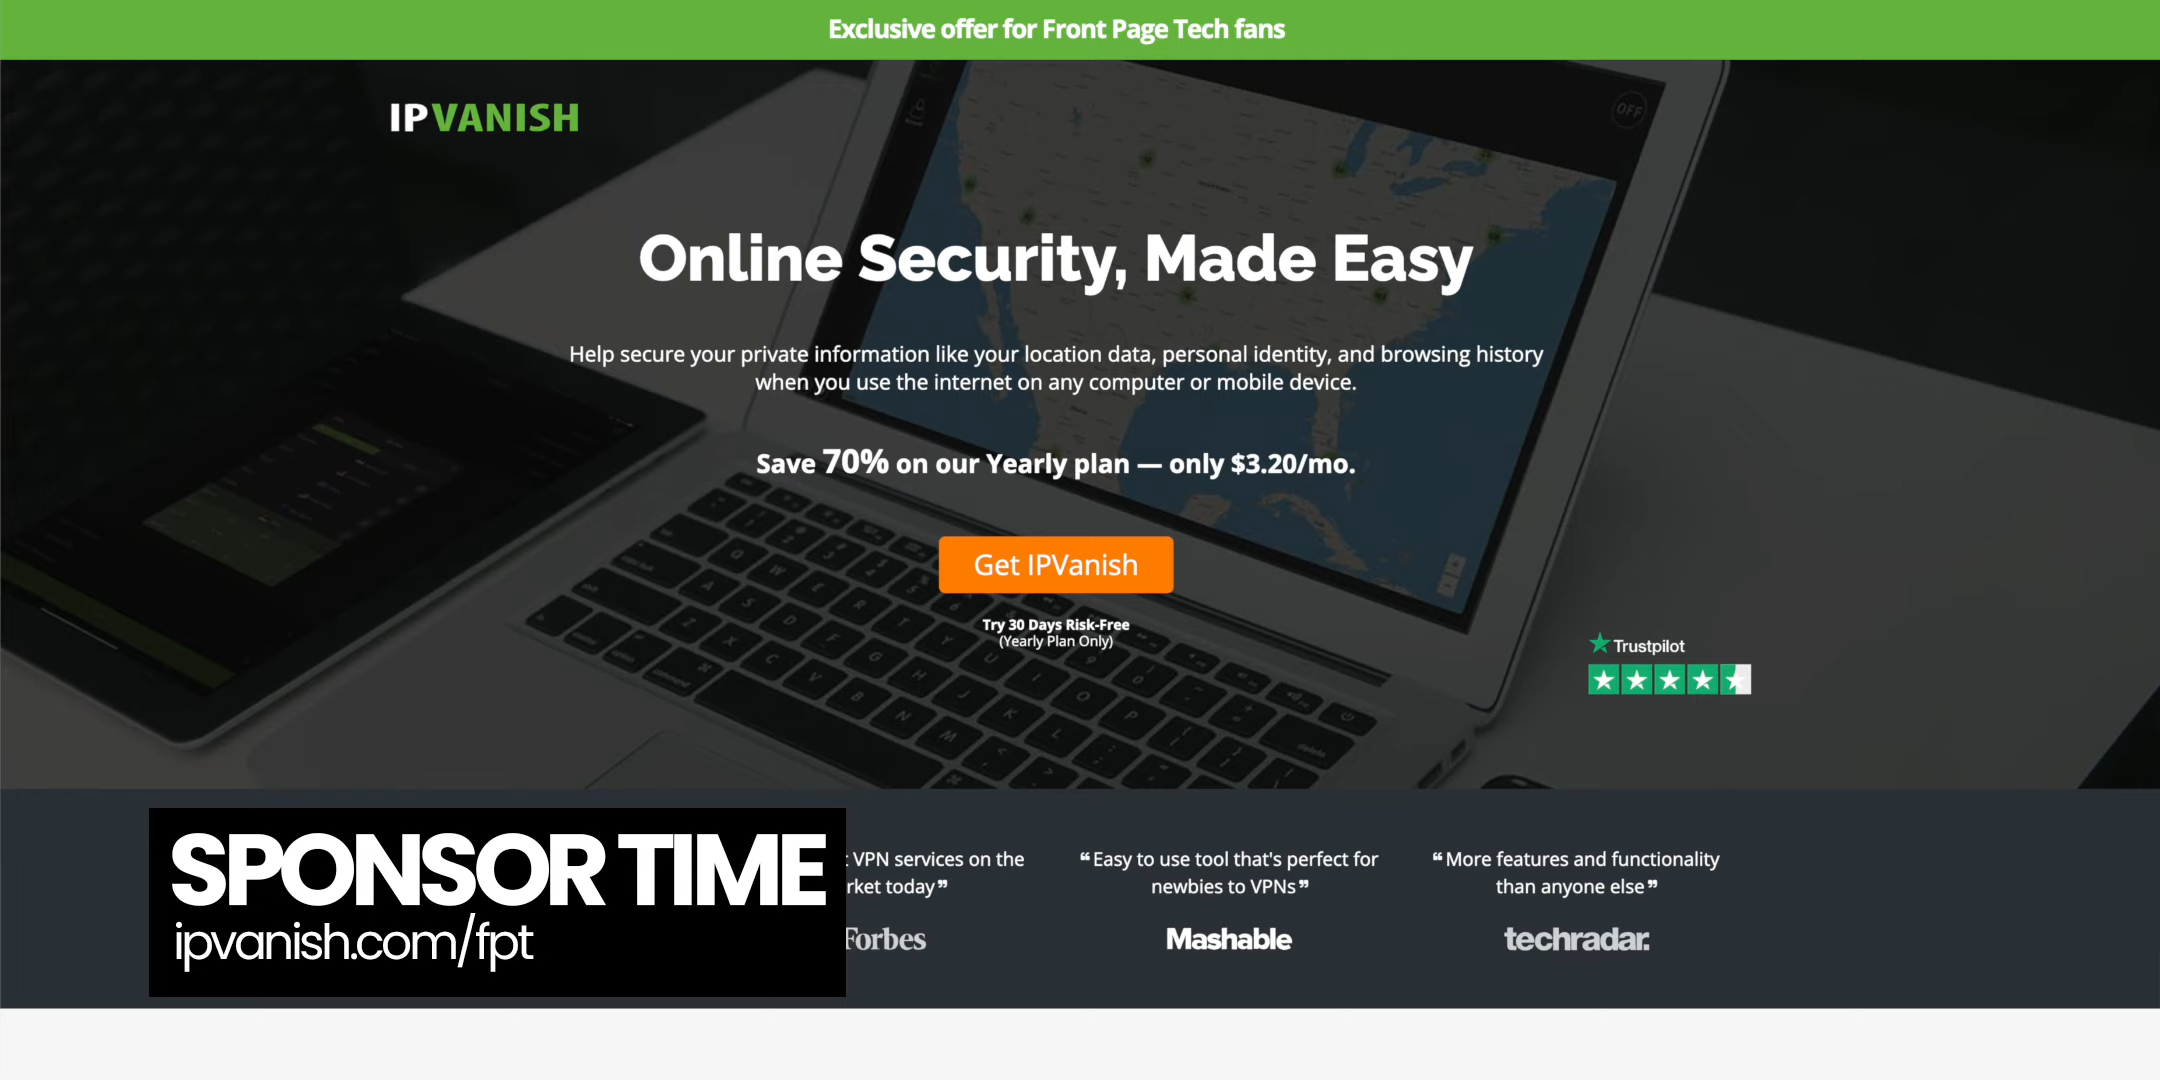 Exclusive offer for Front Page Tech fans
IPVANISH
OFF
Online Security, Made Easy
Help secure your private information like your location data, personal identity, and browsing history
when you use the internet on any computer or mobile device.
Save 70% on our Yearly plan — only $3.20/mo.
Get IPVanish
Try 30 Days Risk-Free
(Yearly Plan Only)
Trustpilot
SPONSOR TIME
ipvanish.com/fpt
VPN services on the
today❞
Forbes
❝Easy to use tool that's perfect for
newbies to VPNs❞
Mashable
❝More features and functionality
than anyone else❞
techradar.